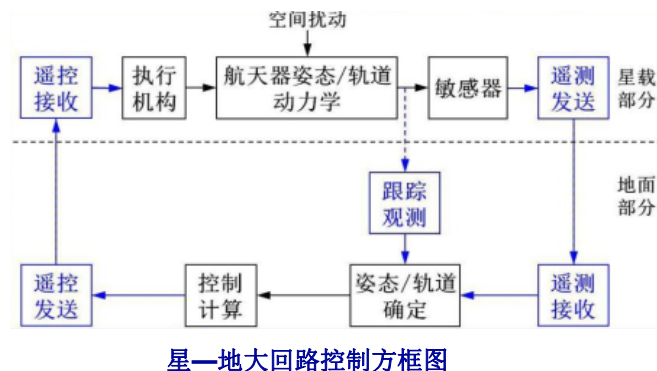 空间扰动
遥控
接收
执行
机构
航天器姿态/轨道
动力学
敏感器
遥测
发送
星载
部分
跟踪
观测
地面
部分
遥控
发送
控制
计算
姿态/轨道
确定
遥测
接收
星—地大回路控制方框图